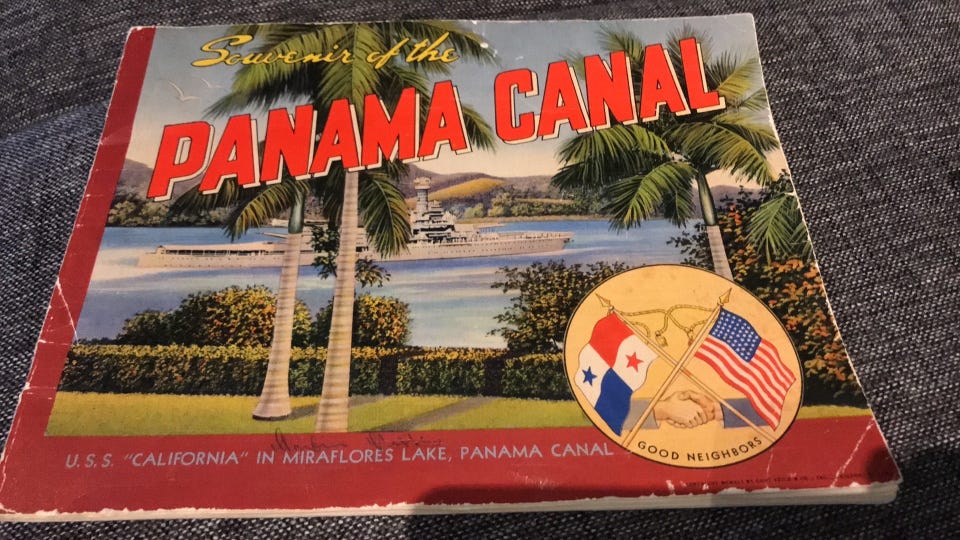 Souvenir of the
PANAMA CANAL
GOOD NEIGHBORS
U.S.S. "CALIFORNIA" IN MIRAFLORES LAKE, PANAMA CANAL